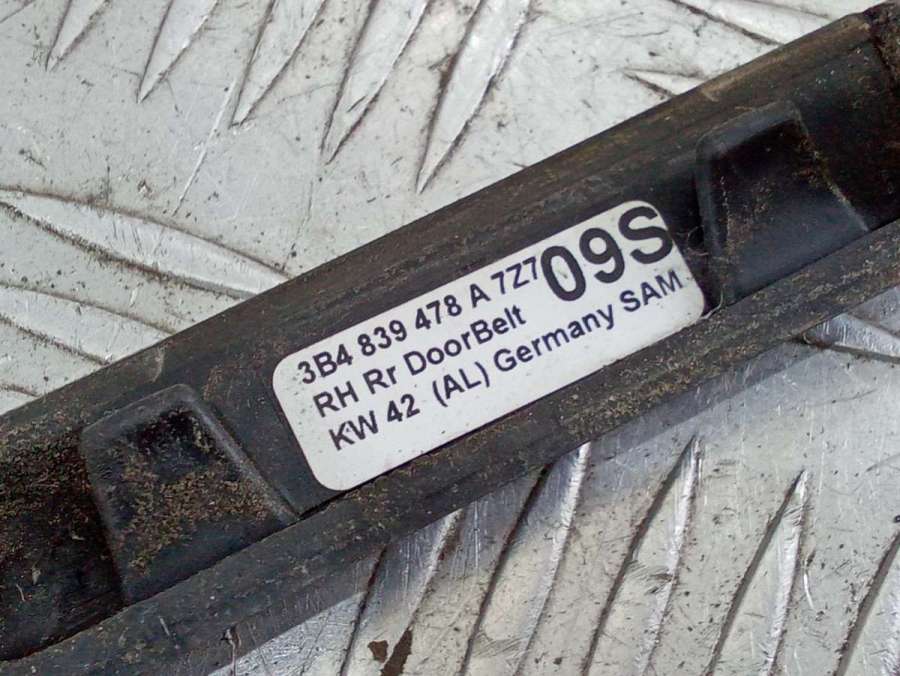 3B4 839 478 A 7Z7 09S
RH Rr DoorBelt
KW 42 (AL) Germany SAM